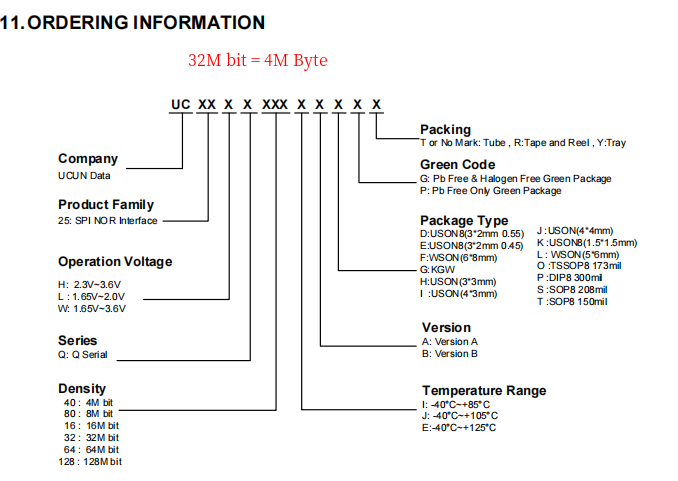 11.ORDERING INFORMATION
32M bit = 4M Byte
UC XX X X XXX X X X X X
Packing
T or No Mark: Tube , R:Tape and Reel , Y:Tray
Company
UCUN Data
Green Code
G: Pb Free & Halogen Free Green Package
P: Pb Free Only Green Package
Product Family
25: SPI NOR Interface
Package Type
D:USON8(3*2mm 0.55)
E:USON8(3*2mm 0.45)
F:WSON(6*8mm)
G:KGW
H:USON(3*3mm)
I :USON(4*3mm)
J : USON(4*4mm)
K :USON8(1.5*1.5mm)
L : WSON(5*6mm)
O :TSSOP8 173mil
P :DIP8 300mil
S :SOP8 208mil
T :SOP8 150mil
Operation Voltage
H: 2.3V~3.6V
L : 1.65V~2.0V
W: 1.65V~3.6V
Version
A: Version A
B: Version B
Series
Q: Q Serial
Density
40 : 4M bit
80 : 8M bit
16 : 16M bit
32 : 32M bit
64 : 64M bit
128 : 128M bit
Temperature Range
I: -40°C~+85°C
J: -40°C~+105°C
E:-40°C~+125°C